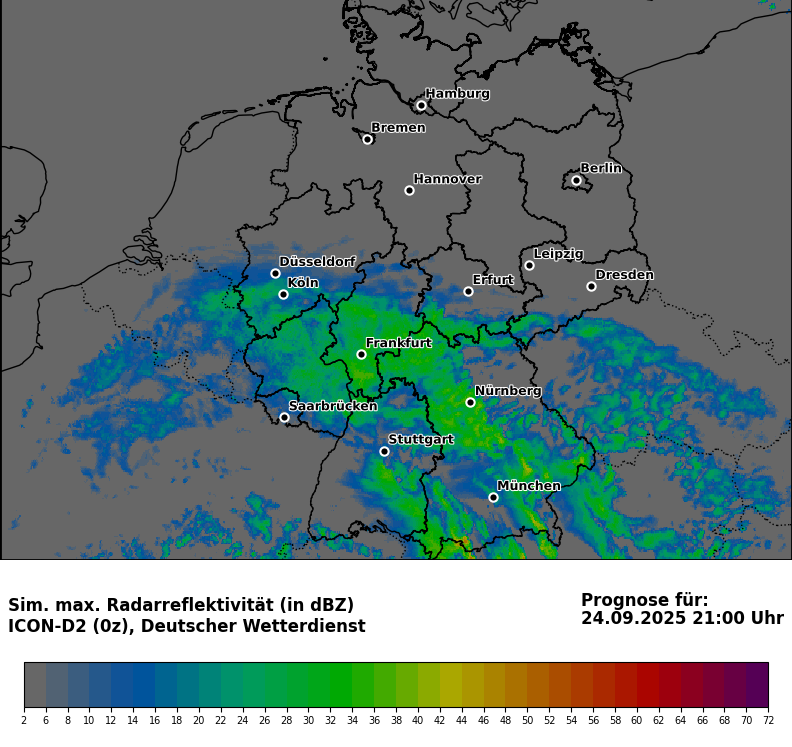 Hamburg
Bremen
Berlin
Hannover
Leipzig
Düsseldorf
Dresden
Köln
Erfurt
Frankfurt
Nürnberg
Saarbrücken
Stuttgart
München
Sim. max. Radarreflektivität (in dBZ)
ICON-D2 (0z), Deutscher Wetterdienst
Prognose für:
24.09.2025 21:00 Uhr
2 6 8 10 12 14 16 18 20 22 24 26 28 30 32 34 36 38 40 42 44 46 48 50 52 54 56 58 60 62 64 66 68 70 72